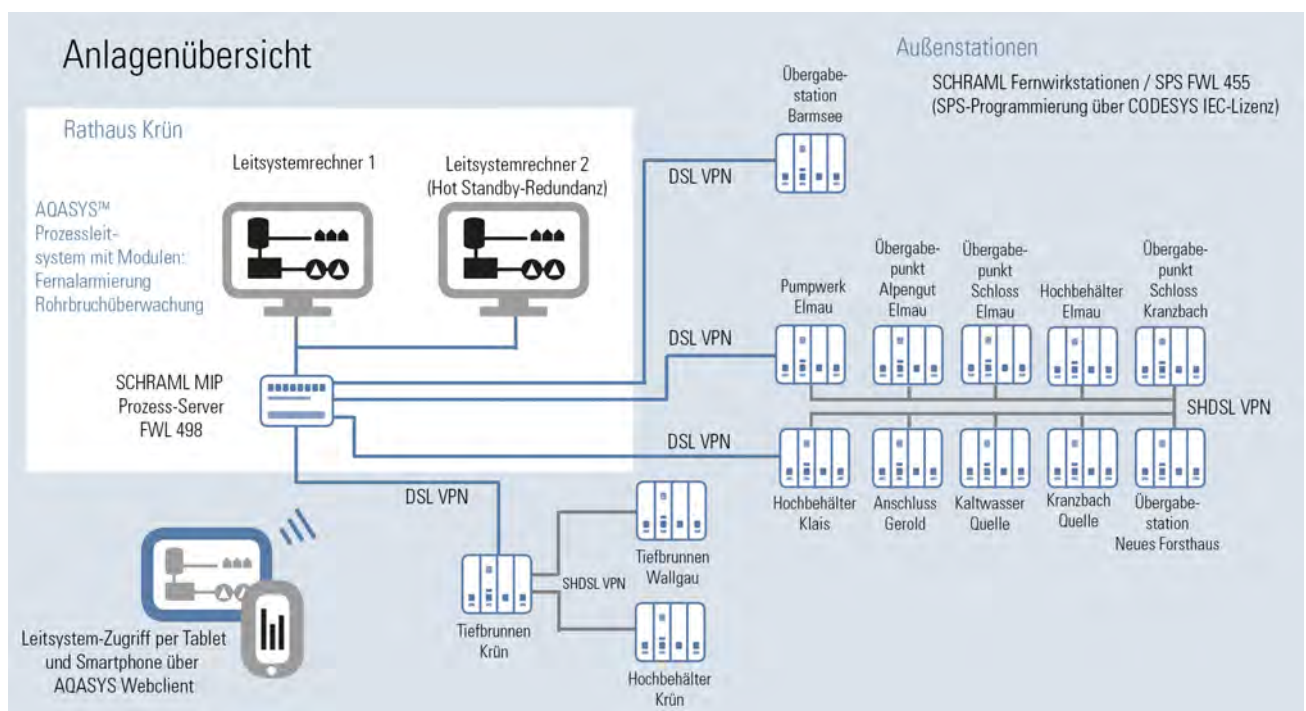 Anlagenübersicht
Außenstationen
SCHRAML Fernwirkstationen / SPS FWL 455
(SPS-Programmierung über CODESYS IEC-Lizenz)
Übergabe-
station
Barmsee
Rathaus Krün
Leitsystemrechner 1
Leitsystemrechner 2
(Hot Standby-Redundanz)
DSL VPN
AQASYS™
Prozessleit-
system mit Modulen:
Fernalarmierung
Rohrbruchüberwachung
Pumpwerk
Elmau
Übergabe-
punkt
Alpengut
Elmau
Übergabe-
punkt
Schloss
Elmau
Hochbehälter
Elmau
Übergabe-
punkt
Schloss
Kranzbach
DSL VPN
SCHRAML MIP
Prozess-Server
FWL 498
SHDSL VPN
DSL VPN
Hochbehälter
Klais
Anschluss
Gerold
Kaltwasser
Quelle
Kranzbach
Quelle
Übergabe-
station
Neues Forsthaus
DSL VPN
Tiefbrunnen
Wallgau
SHDSL VPN
Tiefbrunnen
Krün
Hochbehälter
Krün
Leitsystem-Zugriff per Tablet
und Smartphone über
AQASYS Webclient